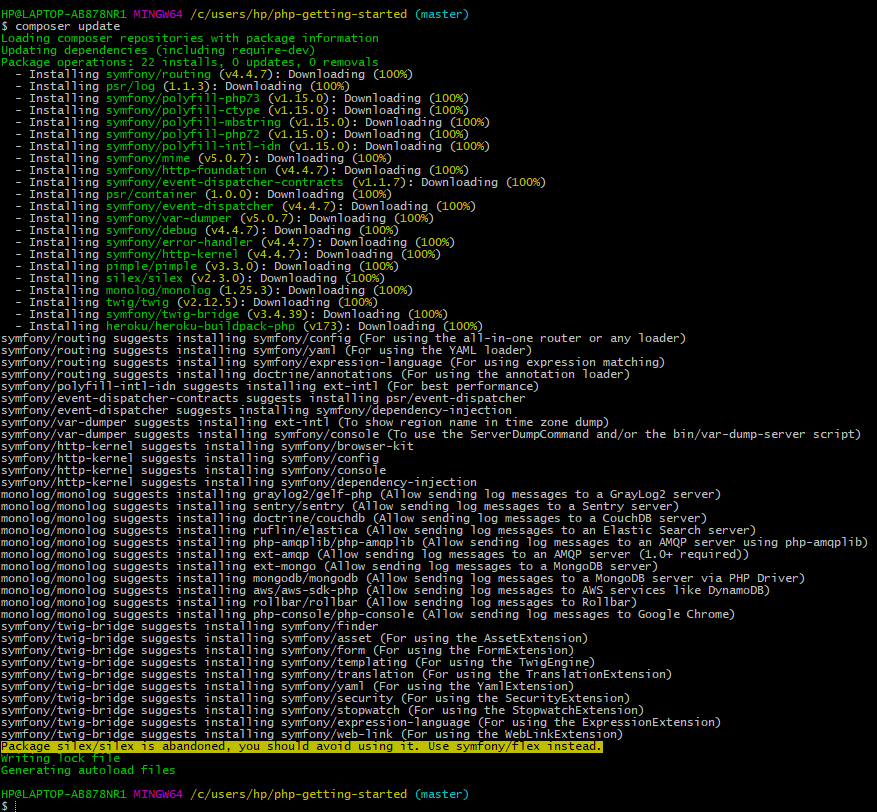 HP@LAPTOP-AB878NR1 MINGW64 /c/users/hp/php-getting-started (master)
$ composer update
Loading composer repositories with package information
Updating dependencies (including require-dev)
Package operations: 22 installs, 0 updates, 0 removals
  - Installing symfony/routing (v4.4.7): Downloading (100%)
  - Installing psr/log (1.1.3): Downloading (100%)
  - Installing symfony/polyfill-php73 (v1.15.0): Downloading (100%)
  - Installing symfony/polyfill-ctype (v1.15.0): Downloading (100%)
  - Installing symfony/polyfill-mbstring (v1.15.0): Downloading (100%)
  - Installing symfony/polyfill-php72 (v1.15.0): Downloading (100%)
  - Installing symfony/polyfill-intl-idn (v1.15.0): Downloading (100%)
  - Installing symfony/mime (v5.0.7): Downloading (100%)
  - Installing symfony/http-foundation (v4.4.7): Downloading (100%)
  - Installing symfony/event-dispatcher-contracts (v1.1.7): Downloading (100%)
  - Installing psr/container (1.0.0): Downloading (100%)
  - Installing symfony/event-dispatcher (v4.4.7): Downloading (100%)
  - Installing symfony/var-dumper (v5.0.7): Downloading (100%)
  - Installing symfony/debug (v4.4.7): Downloading (100%)
  - Installing symfony/error-handler (v4.4.7): Downloading (100%)
  - Installing symfony/http-kernel (v4.4.7): Downloading (100%)
  - Installing pimple/pimple (v3.3.0): Downloading (100%)
  - Installing silex/silex (v2.3.0): Downloading (100%)
  - Installing monolog/monolog (1.25.3): Downloading (100%)
  - Installing twig/twig (v2.12.5): Downloading (100%)
  - Installing symfony/twig-bridge (v3.4.39): Downloading (100%)
  - Installing heroku/heroku-buildpack-php (v173): Downloading (100%)
symfony/routing suggests installing symfony/config (For using the all-in-one router or any loader)
symfony/routing suggests installing symfony/yaml (For using the YAML loader)
symfony/routing suggests installing symfony/expression-language (For using expression matching)
symfony/routing suggests installing doctrine/annotations (For using the annotation loader)
symfony/polyfill-intl-idn suggests installing ext-intl (For best performance)
symfony/event-dispatcher-contracts suggests installing psr/event-dispatcher
symfony/event-dispatcher suggests installing symfony/dependency-injection
symfony/var-dumper suggests installing ext-intl (To show region name in time zone dump)
symfony/var-dumper suggests installing symfony/console (To use the ServerDumpCommand and/or the bin/var-dump-server script)
symfony/http-kernel suggests installing symfony/browser-kit
symfony/http-kernel suggests installing symfony/config
symfony/http-kernel suggests installing symfony/console
symfony/http-kernel suggests installing symfony/dependency-injection
monolog/monolog suggests installing graylog2/gelf-php (Allow sending log messages to a GrayLog2 server)
monolog/monolog suggests installing sentry/sentry (Allow sending log messages to a Sentry server)
monolog/monolog suggests installing doctrine/couchdb (Allow sending log messages to a CouchDB server)
monolog/monolog suggests installing ruflin/elastica (Allow sending log messages to an Elastic Search server)
monolog/monolog suggests installing php-amqplib/php-amqplib (Allow sending log messages to an AMQP server using php-amqplib)
monolog/monolog suggests installing ext-amqp (Allow sending log messages to an AMQP server (1.0+ required))
monolog/monolog suggests installing ext-mongo (Allow sending log messages to a MongoDB server)
monolog/monolog suggests installing mongodb/mongodb (Allow sending log messages to a MongoDB server via PHP Driver)
monolog/monolog suggests installing aws/aws-sdk-php (Allow sending log messages to AWS services like DynamoDB)
monolog/monolog suggests installing rollbar/rollbar (Allow sending log messages to Rollbar)
monolog/monolog suggests installing php-console/php-console (Allow sending log messages to Google Chrome)
symfony/twig-bridge suggests installing symfony/finder
symfony/twig-bridge suggests installing symfony/asset (For using the AssetExtension)
symfony/twig-bridge suggests installing symfony/form (For using the FormExtension)
symfony/twig-bridge suggests installing symfony/templating (For using the TwigEngine)
symfony/twig-bridge suggests installing symfony/translation (For using the TranslationExtension)
symfony/twig-bridge suggests installing symfony/yaml (For using the YamlExtension)
symfony/twig-bridge suggests installing symfony/security (For using the SecurityExtension)
symfony/twig-bridge suggests installing symfony/stopwatch (For using the StopwatchExtension)
symfony/twig-bridge suggests installing symfony/expression-language (For using the ExpressionExtension)
symfony/twig-bridge suggests installing symfony/web-link (For using the WebLinkExtension)
Package silex/silex is abandoned, you should avoid using it. Use symfony/flex instead.
Writing lock file
Generating autoload files
HP@LAPTOP-AB878NR1 MINGW64 /c/users/hp/php-getting-started (master)
$